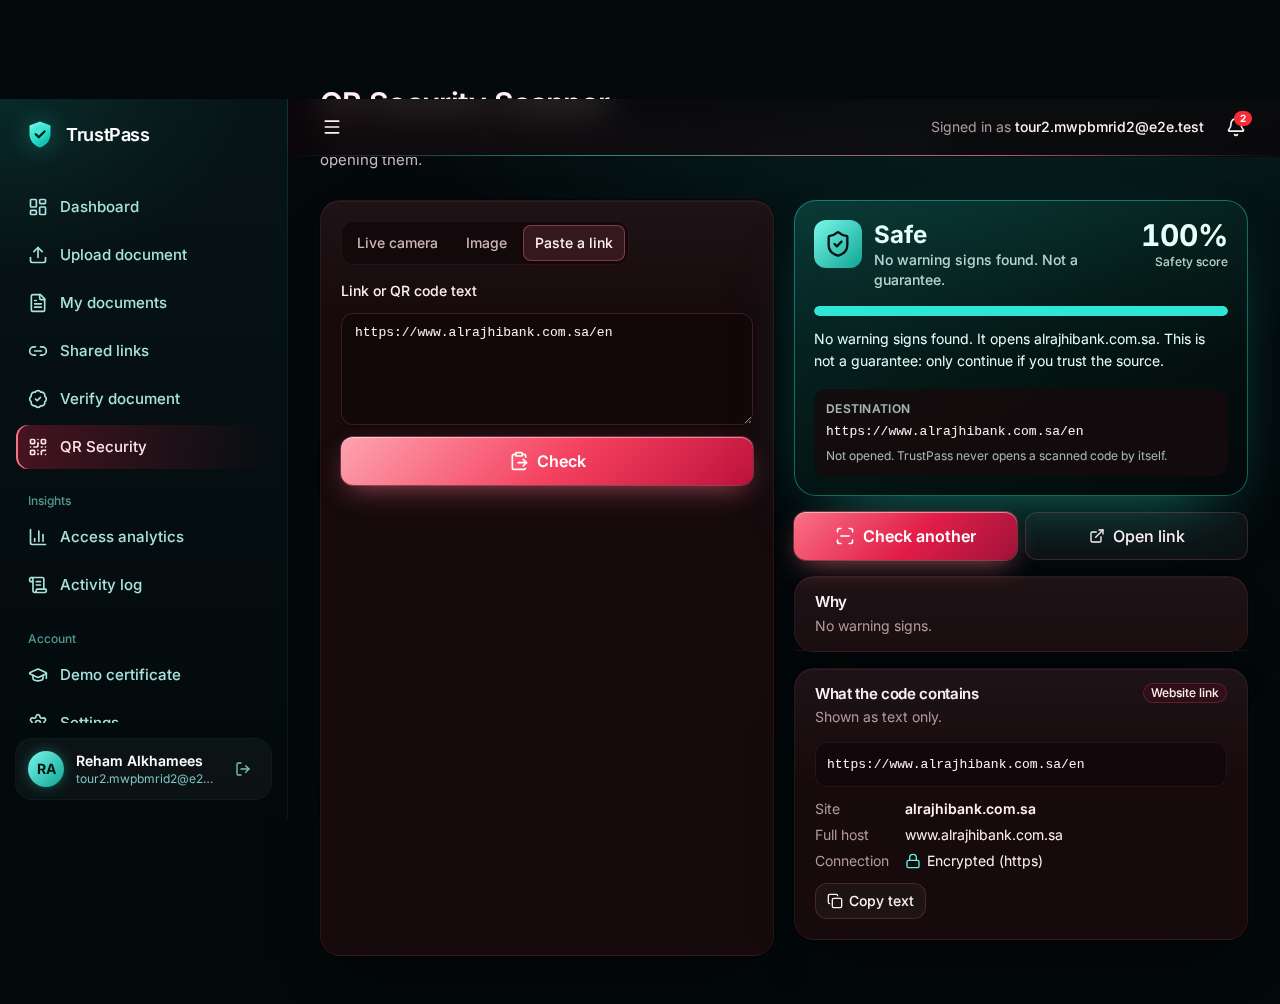 QR Security Scanner
TrustPass
Signed in as tour2.mwpbmrid2@e2e.test
2
opening them.
Dashboard
Upload document
My documents
Shared links
Verify document
QR Security
Insights
Access analytics
Activity log
Account
Demo certificate
Settings
RA
Reham Alkhamees
tour2.mwpbmrid2@e2...
Live camera
Image
Paste a link
Link or QR code text
https://www.alrajhibank.com.sa/en
Check
Safe
No warning signs found. Not a
guarantee.
100%
Safety score
No warning signs found. It opens alrajhibank.com.sa. This is
not a guarantee: only continue if you trust the source.
DESTINATION
https://www.alrajhibank.com.sa/en
Not opened. TrustPass never opens a scanned code by itself.
Check another
Open link
Why
No warning signs.
What the code contains
Website link
Shown as text only.
https://www.alrajhibank.com.sa/en
Site alrajhibank.com.sa
Full host www.alrajhibank.com.sa
Connection Encrypted (https)
Copy text